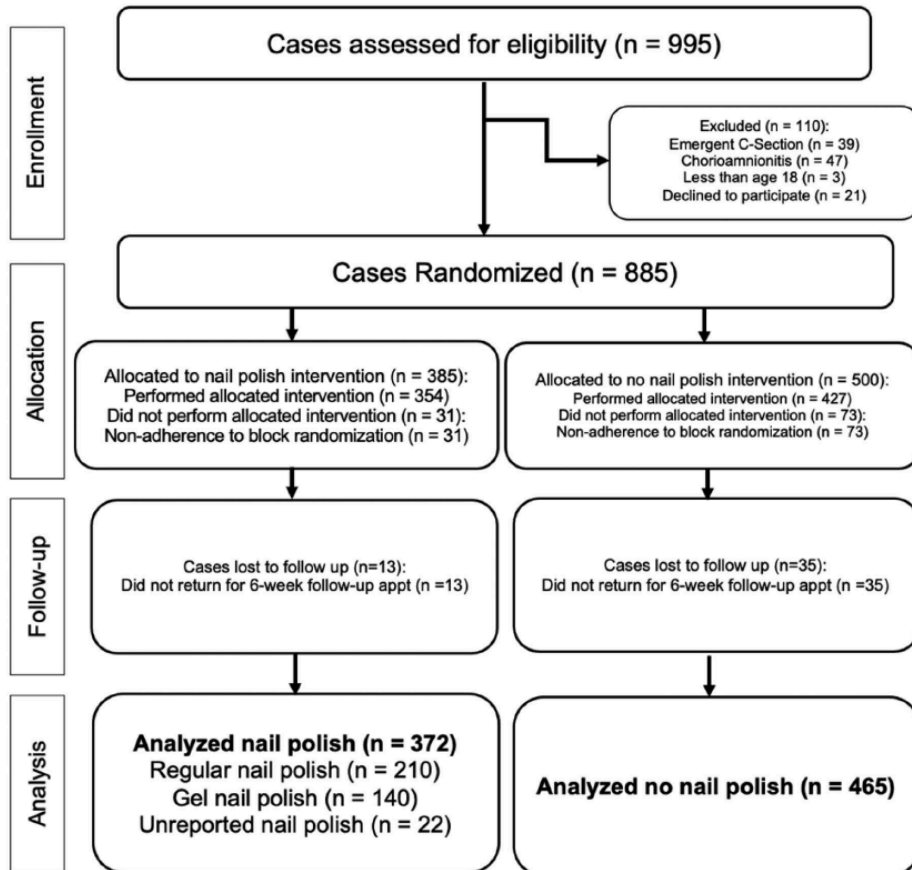 Enrollment
Cases assessed for eligibility (n = 995)
Excluded (n = 110):
Emergent C-Section (n = 39)
Chorioamnionitis (n = 47)
Less than age 18 (n = 3)
Declined to participate (n = 21)
Cases Randomized (n = 885)
Allocation
Allocated to nail polish intervention (n = 385):
Performed allocated intervention (n = 354)
Did not perform allocated intervention (n = 31):
Non-adherence to block randomization (n = 31)
Allocated to no nail polish intervention (n = 500):
Performed allocated intervention (n = 427)
Did not perform allocated intervention (n = 73):
Non-adherence to block randomization (n = 73)
Follow-up
Cases lost to follow up (n=13):
Did not return for 6-week follow-up appt (n =13)
Cases lost to follow up (n=35):
Did not return for 6-week follow-up appt (n =35)
Analysis
Analyzed nail polish (n = 372)
Regular nail polish (n = 210)
Gel nail polish (n = 140)
Unreported nail polish (n = 22)
Analyzed no nail polish (n = 465)